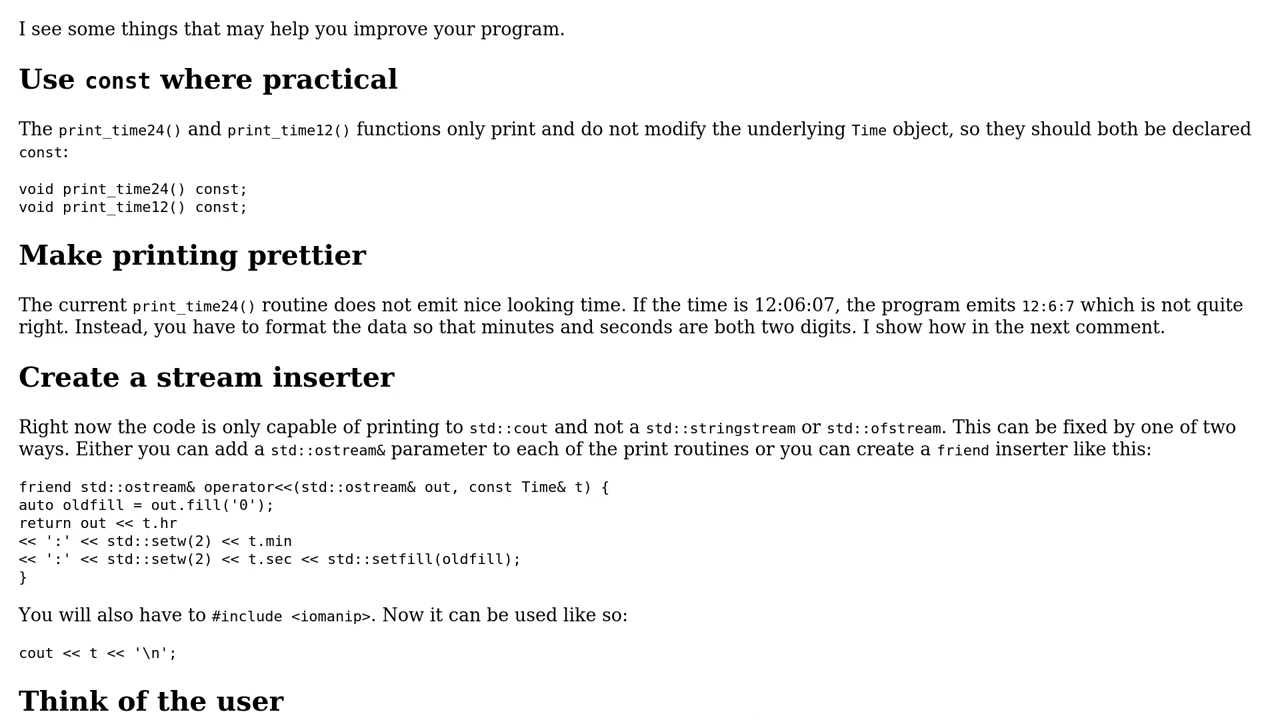 I see some things that may help you improve your program.
Use const where practical
The print_time24() and print_time12() functions only print and do not modify the underlying Time object, so they should both be declared
const:
void print_time24() const;
void print_time12() const;
Make printing prettier
The current print_time24() routine does not emit nice looking time. If the time is 12:06:07, the program emits 12:6:7 which is not quite
right. Instead, you have to format the data so that minutes and seconds are both two digits. I show how in the next comment.
Create a stream inserter
Right now the code is only capable of printing to std::cout and not a std::stringstream or std::ofstream. This can be fixed by one of two
ways. Either you can add a std::ostream& parameter to each of the print routines or you can create a friend inserter like this:
friend std::ostream& operator<<(std::ostream& out, const Time& t) {
auto oldfill = out.fill('0');
return out << t.hr
<< ':' << std::setw(2) << t.min
<< ':' << std::setw(2) << t.sec << std::setfill(oldfill);
}
You will also have to #include <iomanip>. Now it can be used like so:
cout << t << '\n';
Think of the user